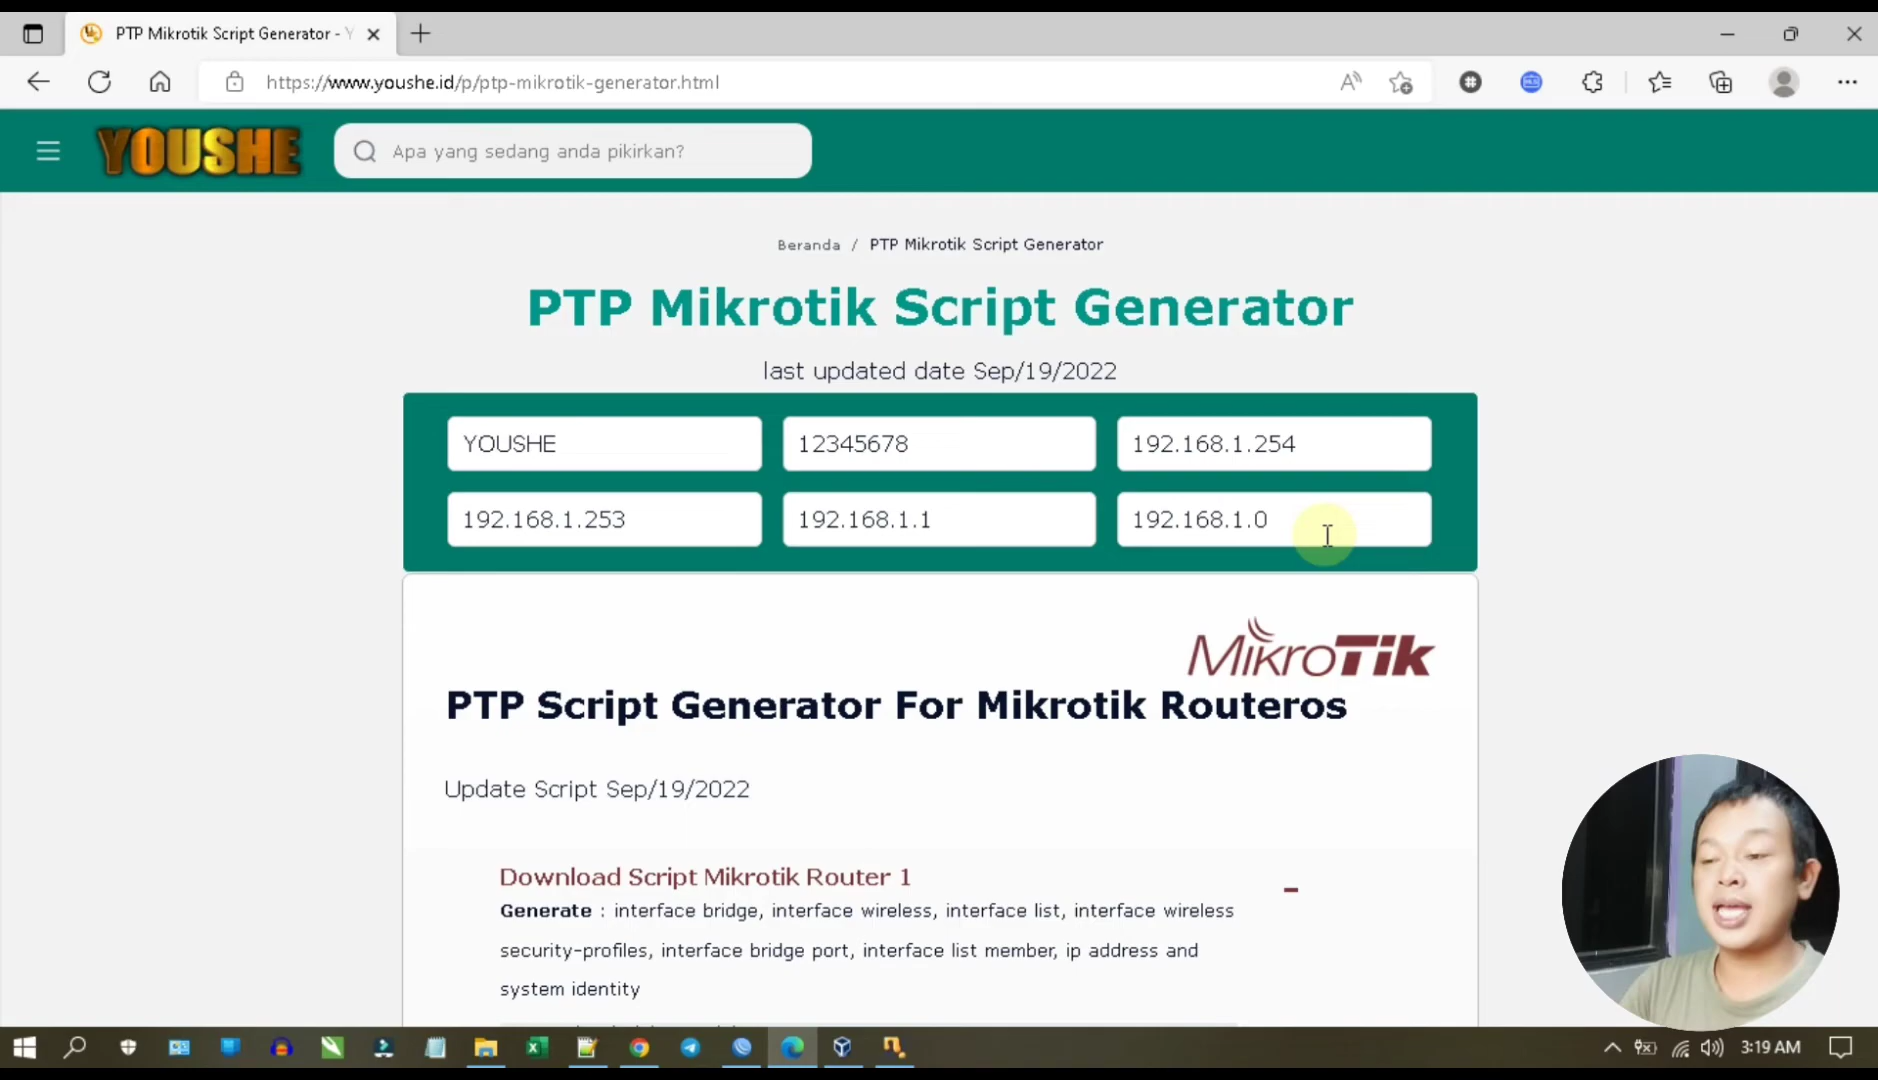 PTP Mikrotik Script Generator - Y
https://www.youshe.id/p/ptp-mikrotik-generator.html
YOUSHE
Apa yang sedang anda pikirkan?
Beranda / PTP Mikrotik Script Generator
PTP Mikrotik Script Generator
last updated date Sep/19/2022
YOUSHE 12345678 192.168.1.254
192.168.1.253 192.168.1.1 192.168.1.0
MikroTik
PTP Script Generator For Mikrotik Routeros
Update Script Sep/19/2022
Download Script Mikrotik Router 1
Generate : interface bridge, interface wireless, interface list, interface wireless
security-profiles, interface bridge port, interface list member, ip address and
system identity
3:19 AM